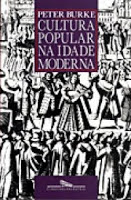 PETER BURKE
CULTURA
POPULAR
NA IDADE
MODERNA